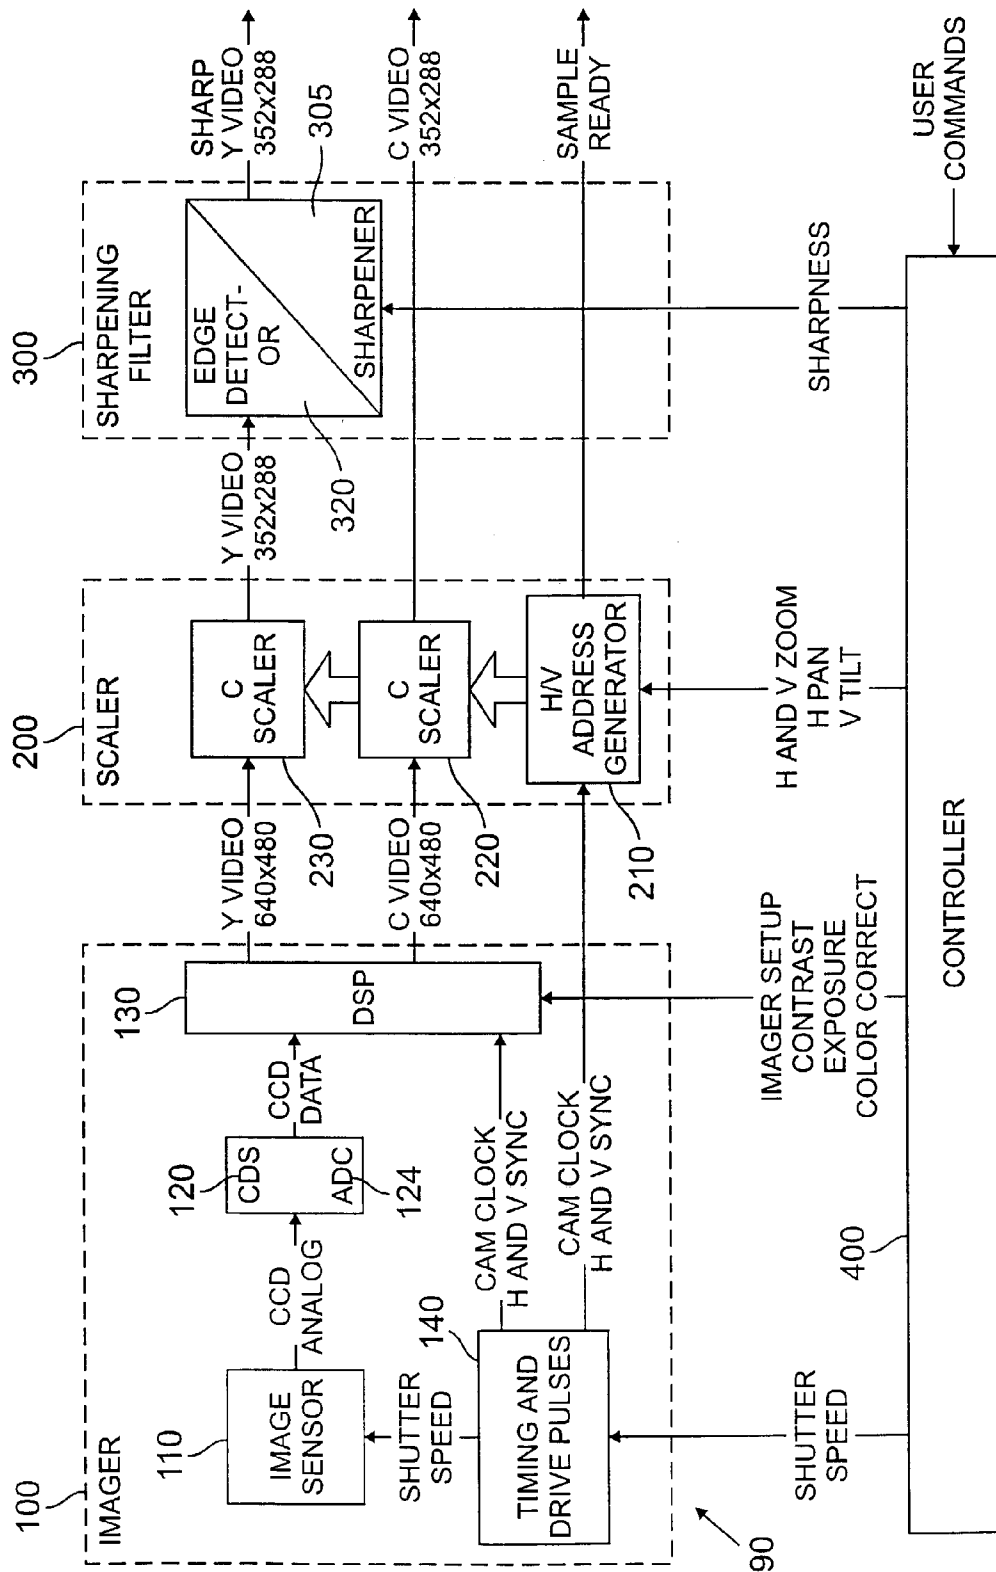 100
IMAGER
110
IMAGE
SENSOR
CCD
ANALOG
120
CDS
ADC
124
CCD
DATA
130
DSP
SHUTTER
SPEED
140
TIMING AND
DRIVE PULSES
CAM CLOCK
H AND V SYNC
CAM CLOCK
H AND V SYNC
Y VIDEO
640x480
C VIDEO
640x480
200
SCALER
C
SCALER
230
C
SCALER
220
H/V
ADDRESS
GENERATOR
210
Y VIDEO
352x288
300
SHARPENING
FILTER
EDGE
DETECT-
OR
320
SHARPENER
305
SHARP
Y VIDEO
352x288
C VIDEO
352x288
SAMPLE
READY
90
SHUTTER
SPEED
IMAGER SETUP
CONTRAST
EXPOSURE
COLOR CORRECT
H AND V ZOOM
H PAN
V TILT
SHARPNESS
USER
COMMANDS
400
CONTROLLER